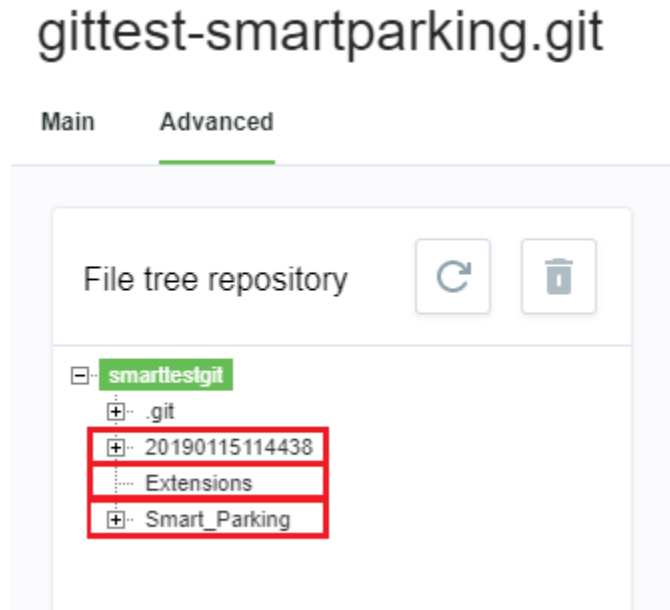 gittest-smartparking.git
Main Advanced
File tree repository
smarttestgit
.git
20190115114438
Extensions
Smart_Parking